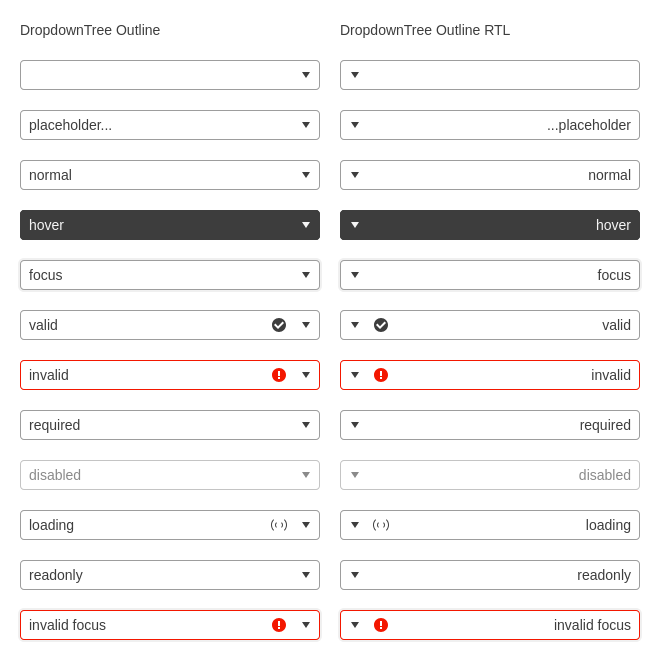 DropdownTree Outline
DropdownTree Outline RTL
placeholder...
...placeholder
normal
normal
hover
hover
focus
focus
valid
valid
invalid
invalid
required
required
disabled
disabled
loading
loading
readonly
readonly
invalid focus
invalid focus